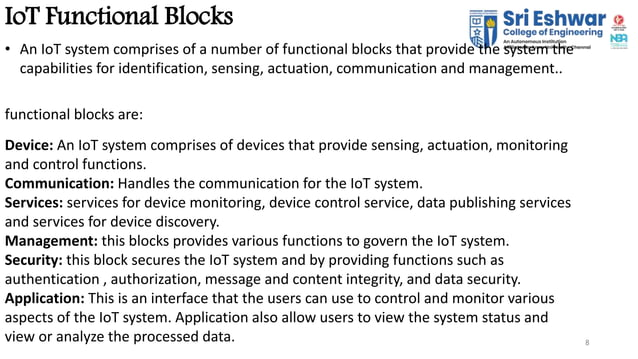 IoT Functional Blocks
Sri Eshwar
College of Engineering
An Autonomous Institution
• An IoT system comprises of a number of functional blocks that provide the system the
capabilities for identification, sensing, actuation, communication and management..
functional blocks are:
Device: An IoT system comprises of devices that provide sensing, actuation, monitoring
and control functions.
Communication: Handles the communication for the IoT system.
Services: services for device monitoring, device control service, data publishing services
and services for device discovery.
Management: this blocks provides various functions to govern the IoT system.
Security: this block secures the IoT system and by providing functions such as
authentication , authorization, message and content integrity, and data security.
Application: This is an interface that the users can use to control and monitor various
aspects of the IoT system. Application also allow users to view the system status and
view or analyze the processed data.
8